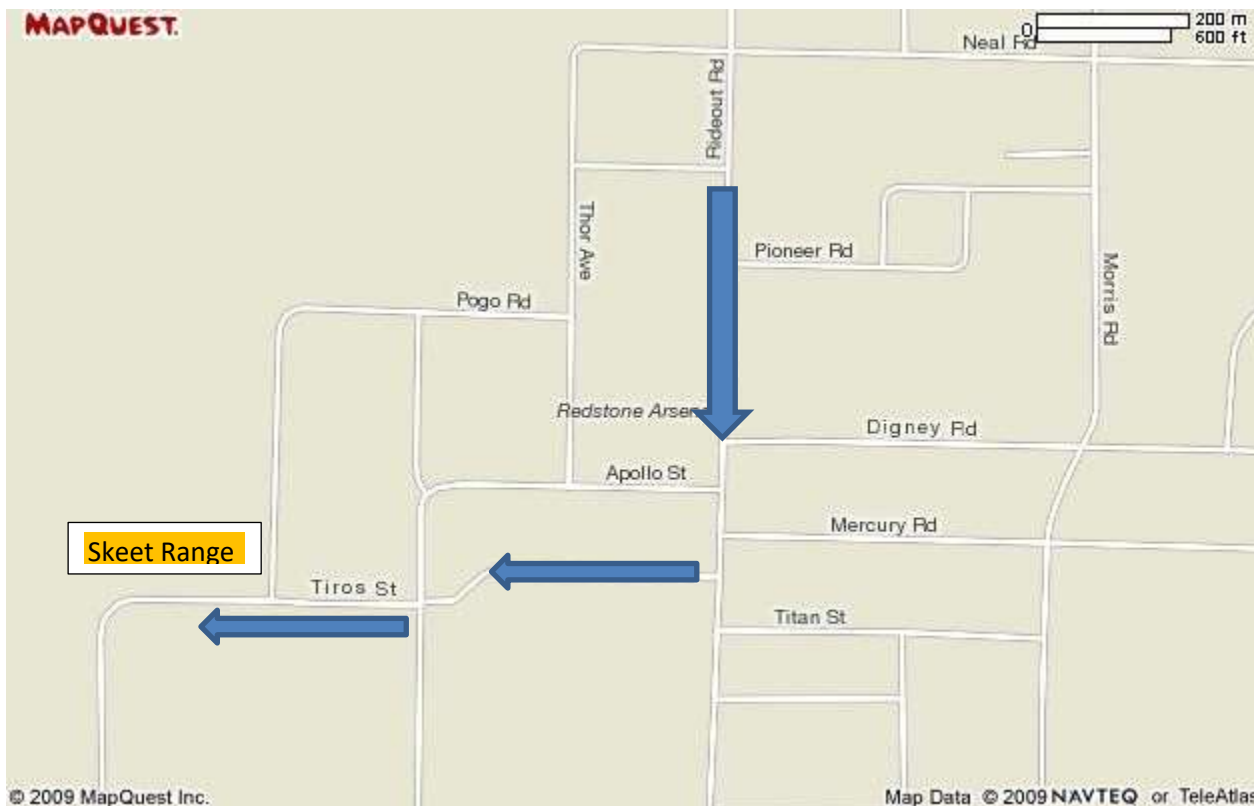 MAPQUEST.
0 200 m
600 ft
Neal Rd
Rideout Rd
Thor Ave
Pioneer Rd
Morris Rd
Pogo Rd
Redstone Arsena
Digney Rd
Apollo St
Mercury Rd
Skeet Range
Tiros St
Titan St
© 2009 MapQuest Inc.
Map Data © 2009 NAVTEQ or TeleAtlas